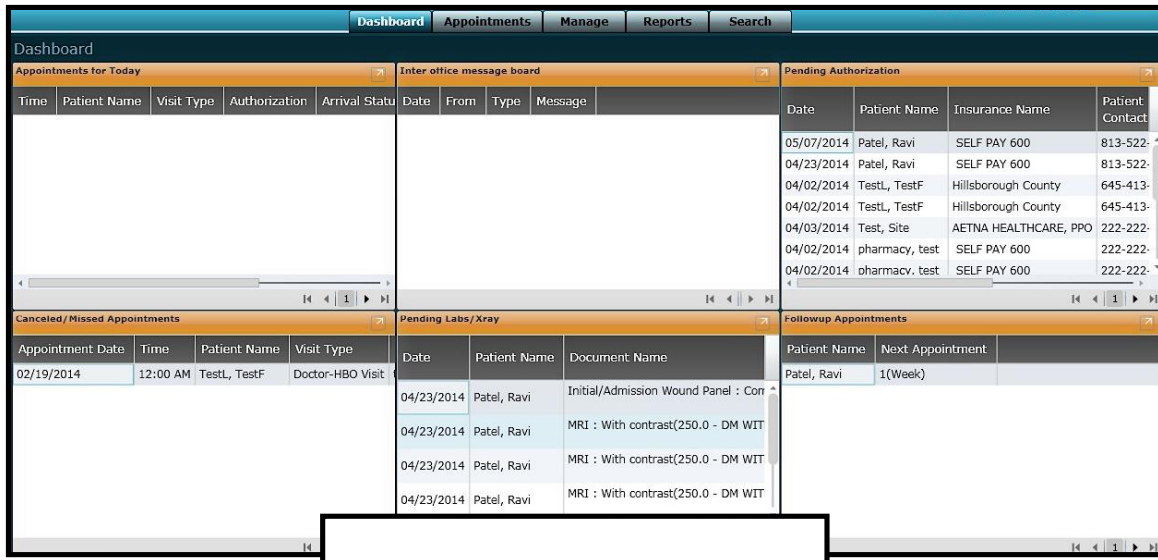 Dashboard Appointments Manage Reports Search
Dashboard
Appointments for Today
Time Patient Name Visit Type Authorization Arrival Statu
1
Inter office message board
Date From Type Message
Pending Authorization
Date Patient Name Insurance Name Patient Contact
05/07/2014 Patel, Ravi SELF PAY 600 813-522-
04/23/2014 Patel, Ravi SELF PAY 600 813-522-
04/02/2014 TestL, TestF Hillsborough County 645-413-
04/02/2014 TestL, TestF Hillsborough County 645-413-
04/03/2014 Test, Site AETNA HEALTHCARE, PPO 222-222-
04/02/2014 pharmacy, test SELF PAY 600 222-222-
04/02/2014 pharmacy, test SELF PAY 600 222-222-
1
Canceled/Missed Appointments
Appointment Date Time Patient Name Visit Type
02/19/2014 12:00 AM TestL, TestF Doctor-HBO Visit
Pending Labs/Xray
Date Patient Name Document Name
04/23/2014 Patel, Ravi Initial/Admission Wound Panel : Com
04/23/2014 Patel, Ravi MRI : With contrast(250.0 - DM WIT
04/23/2014 Patel, Ravi MRI : With contrast(250.0 - DM WIT
04/23/2014 Patel, Ravi MRI : With contrast(250.0 - DM WIT
Followup Appointments
Patient Name Next Appointment
Patel, Ravi 1(Week)
1